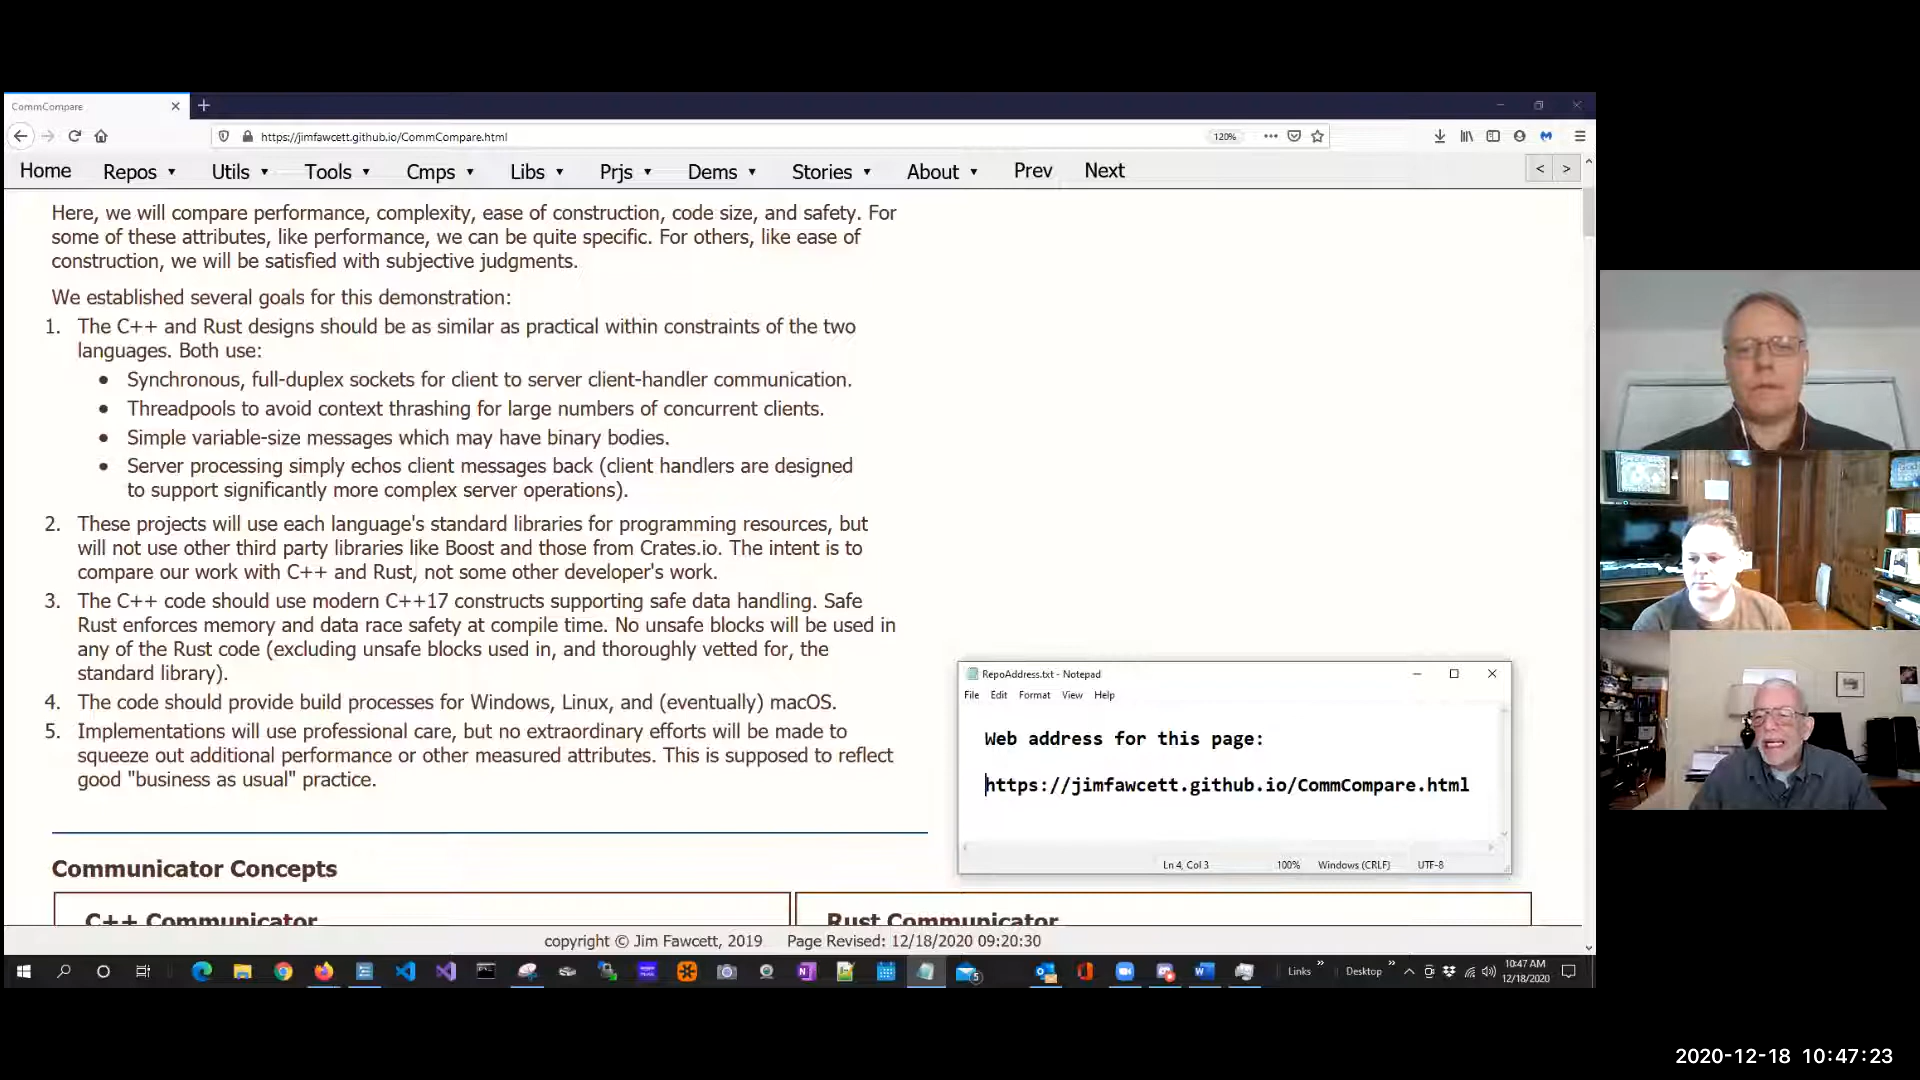 CommCompare
https://jimfawcett.github.io/CommCompare.html
120%
Home Repos Utils Tools Cmps Libs Prjs Dems Stories About Prev Next < >
Here, we will compare performance, complexity, ease of construction, code size, and safety. For
some of these attributes, like performance, we can be quite specific. For others, like ease of
construction, we will be satisfied with subjective judgments.
We established several goals for this demonstration:
1. The C++ and Rust designs should be as similar as practical within constraints of the two
languages. Both use:
• Synchronous, full-duplex sockets for client to server client-handler communication.
• Threadpools to avoid context thrashing for large numbers of concurrent clients.
• Simple variable-size messages which may have binary bodies.
• Server processing simply echos client messages back (client handlers are designed
to support significantly more complex server operations).
2. These projects will use each language's standard libraries for programming resources, but
will not use other third party libraries like Boost and those from Crates.io. The intent is to
compare our work with C++ and Rust, not some other developer's work.
3. The C++ code should use modern C++17 constructs supporting safe data handling. Safe
Rust enforces memory and data race safety at compile time. No unsafe blocks will be used in
any of the Rust code (excluding unsafe blocks used in, and thoroughly vetted for, the
standard library).
4. The code should provide build processes for Windows, Linux, and (eventually) macOS.
5. Implementations will use professional care, but no extraordinary efforts will be made to
squeeze out additional performance or other measured attributes. This is supposed to reflect
good "business as usual" practice.
Communicator Concepts
C++ Communicator
Rust Communicator
RepoAddress.txt - Notepad
File Edit Format View Help
Web address for this page:
https://jimfawcett.github.io/CommCompare.html
Ln 4, Col 3 100% Windows (CRLF) UTF-8
copyright © Jim Fawcett, 2019 Page Revised: 12/18/2020 09:20:30
Links Desktop
10:47 AM
12/18/2020
2020-12-18 10:47:23